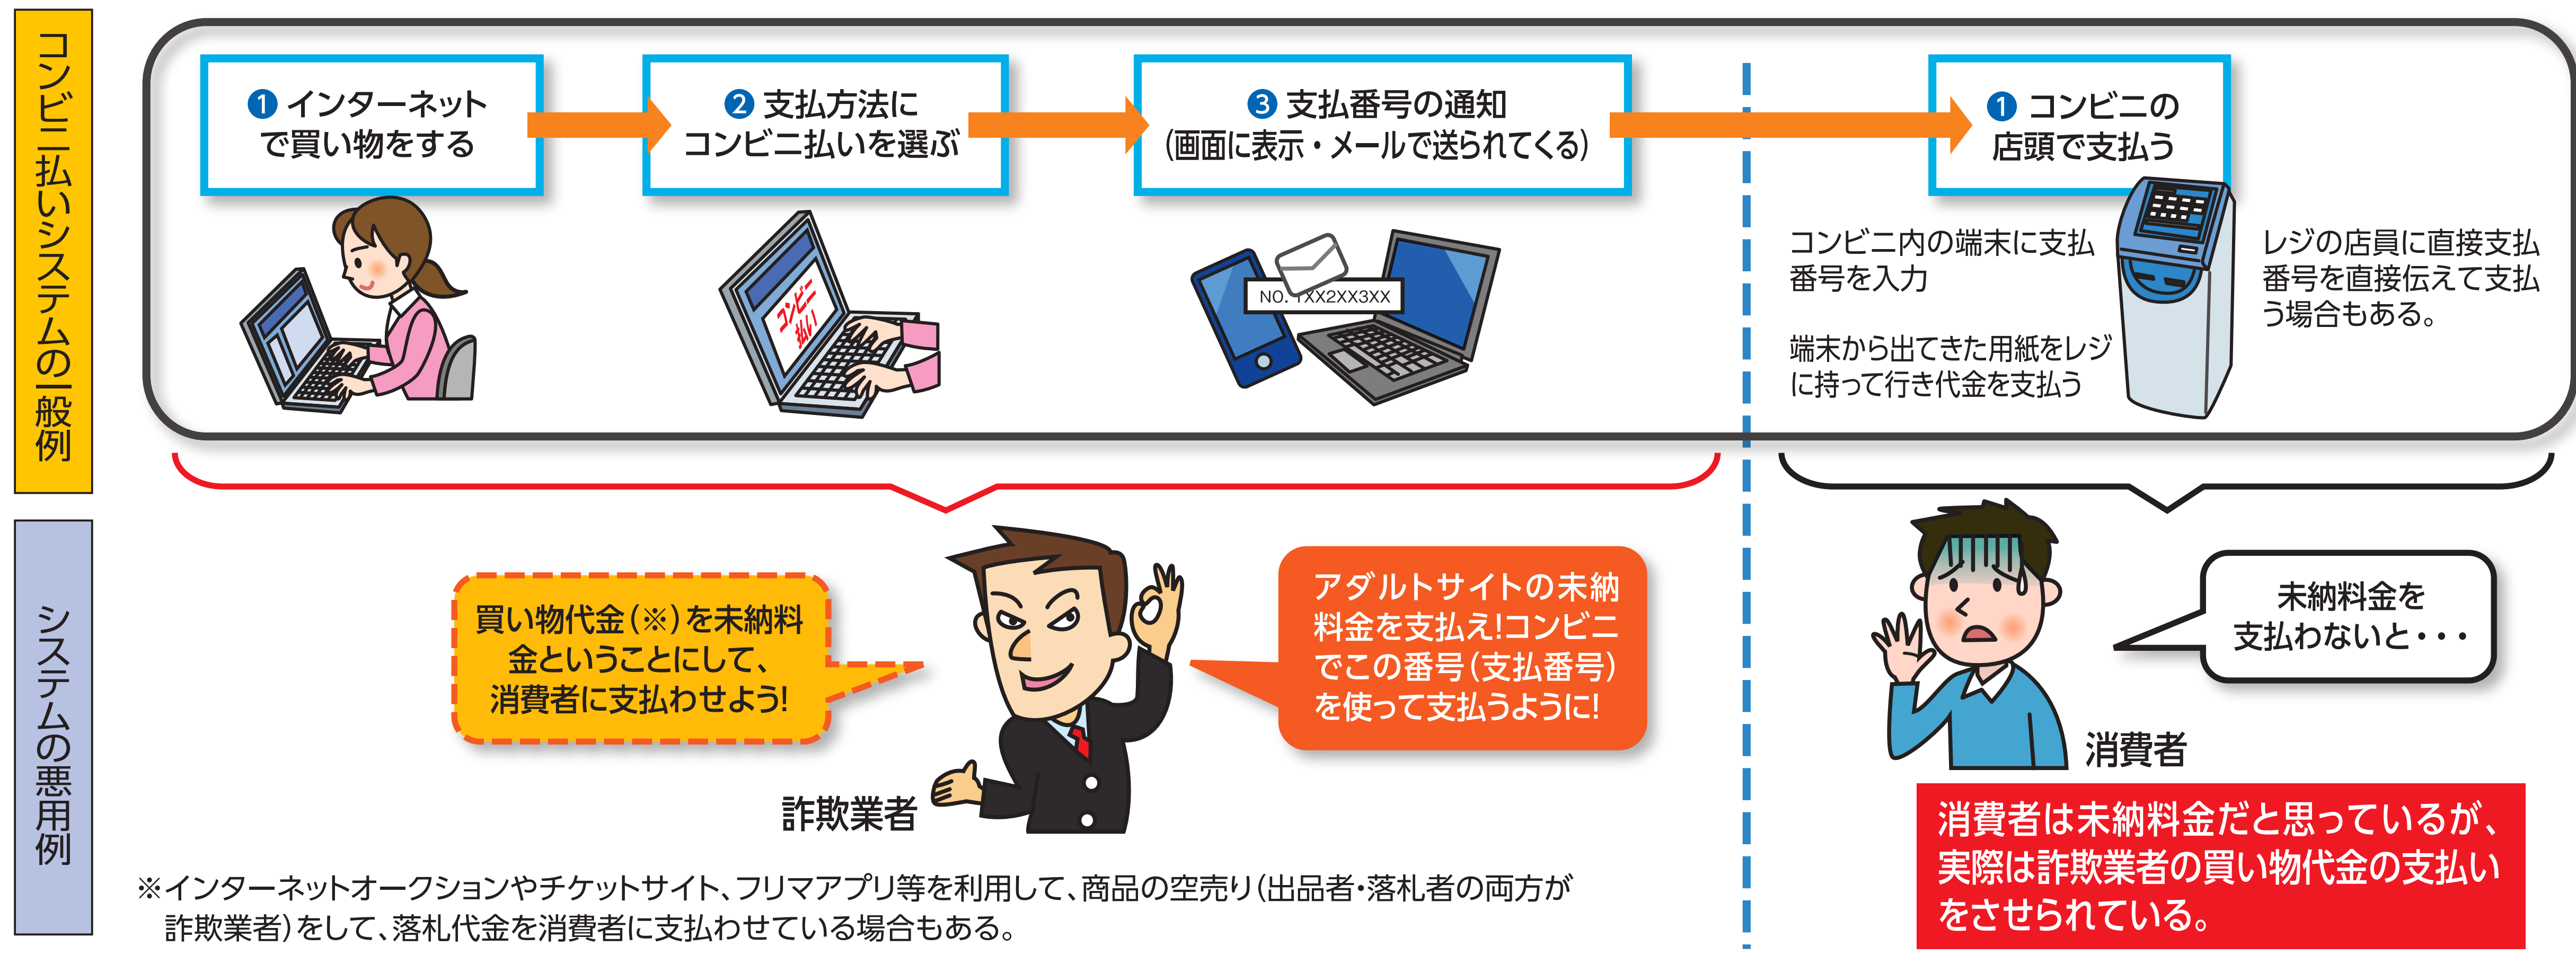 コンビニ払いシステムの一般例
❶ インターネット
で買い物をする
❷ 支払方法に
コンビニ払いを選ぶ
❸ 支払番号の通知
（画面に表示・メールで送られてくる）
❶ コンビニの
店頭で支払う
コンビニ
払い
NO. 1XX2XX3XX
コンビニ内の端末に支払
番号を入力
端末から出てきた用紙をレジ
に持って行き代金を支払う
レジの店員に直接支払
番号を直接伝えて支払
う場合もある。
システムの悪用例
買い物代金（※）を未納料
金ということにして、
消費者に支払わせよう！
詐欺業者
アダルトサイトの未納
料金を支払え！コンビニ
でこの番号（支払番号）
を使って支払うように！
未納料金を
支払わないと・・・
消費者
消費者は未納料金だと思っているが、
実際は詐欺業者の買い物代金の支払い
をさせられている。
※インターネットオークションやチケットサイト、フリマアプリ等を利用して、商品の空売り（出品者・落札者の両方が
詐欺業者）をして、落札代金を消費者に支払わせている場合もある。